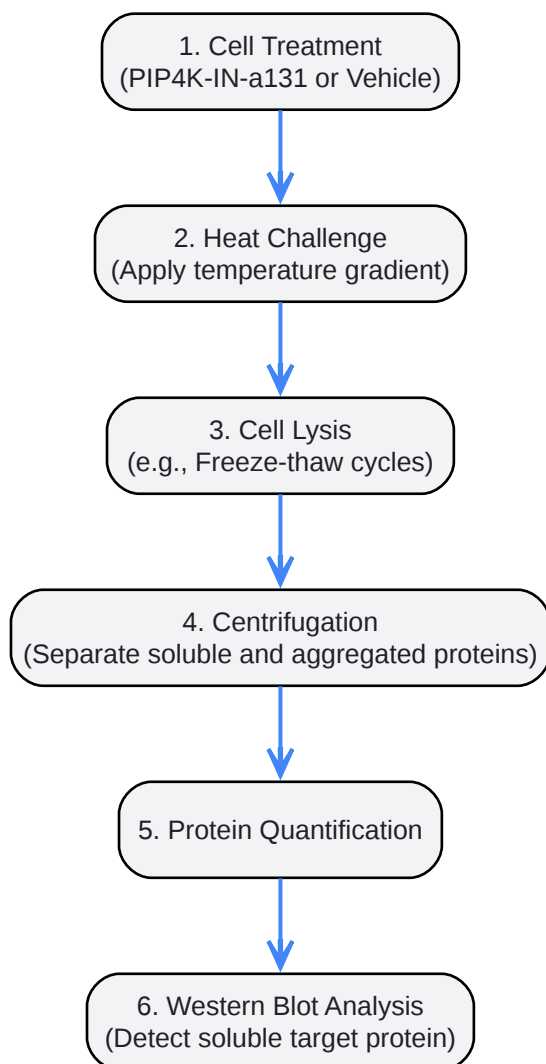 1. Cell Treatment
(PIP4K-IN-a131 or Vehicle)
2. Heat Challenge
(Apply temperature gradient)
3. Cell Lysis
(e.g., Freeze-thaw cycles)
4. Centrifugation
(Separate soluble and aggregated proteins)
5. Protein Quantification
6. Western Blot Analysis
(Detect soluble target protein)